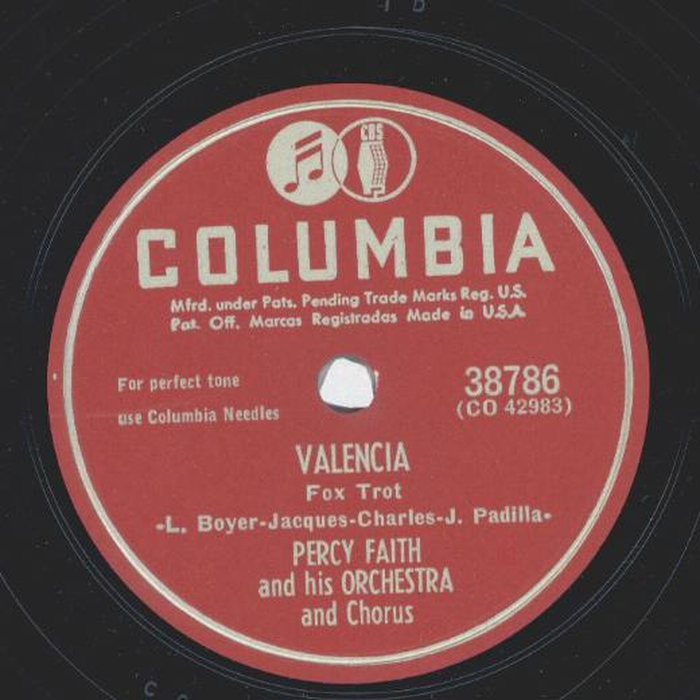 CBS
COLUMBIA
Mfrd. under Pats. Pending Trade Marks Reg. U.S.
Pat. Off. Marcas Registradas Made in U.S.A.
For perfect tone
use Columbia Needles
38786
(CO 42983)
VALENCIA
Fox Trot
-L. Boyer-Jacques-Charles-J. Padilla-
PERCY FAITH
and his ORCHESTRA
and Chorus